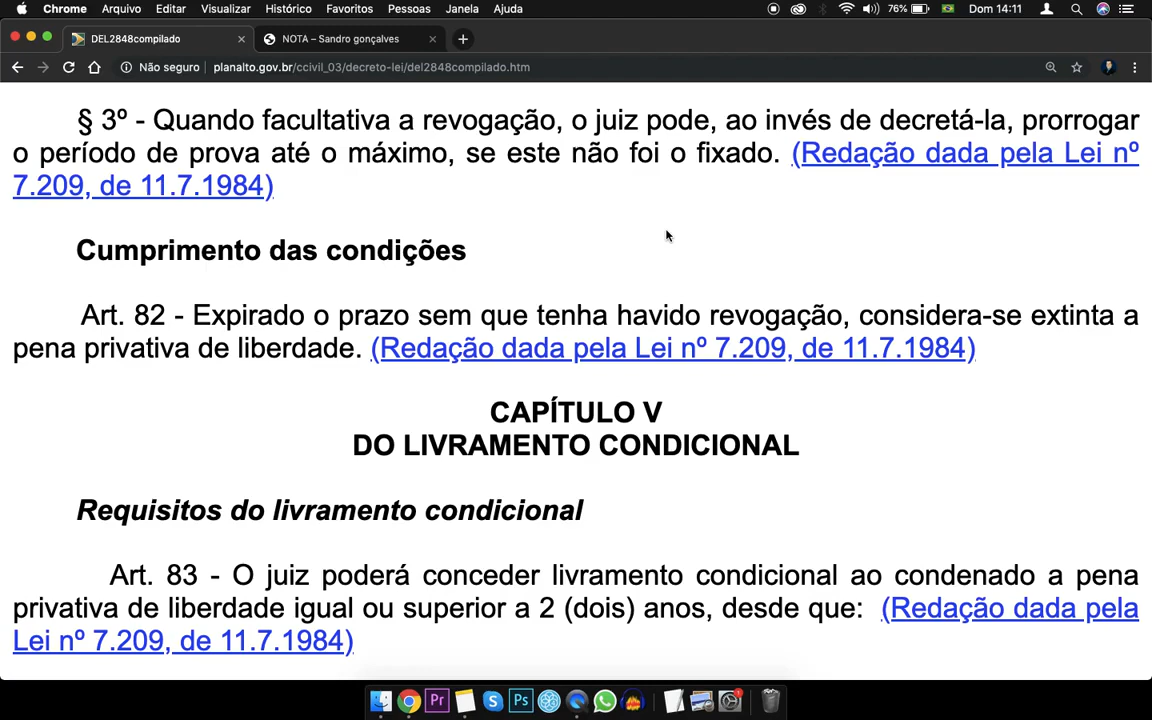 Chrome Arquivo Editar Visualizar Histórico Favoritos Pessoas Janela Ajuda 76% Dom 14:11
DEL2848compilado NOTA – Sandro gonçalves
Não seguro planalto.gov.br/ccivil_03/decreto-lei/del2848compilado.htm
§ 3º - Quando facultativa a revogação, o juiz pode, ao invés de decretá-la, prorrogar
o período de prova até o máximo, se este não foi o fixado. (Redação dada pela Lei nº
7.209, de 11.7.1984)
Cumprimento das condições
Art. 82 - Expirado o prazo sem que tenha havido revogação, considera-se extinta a
pena privativa de liberdade. (Redação dada pela Lei nº 7.209, de 11.7.1984)
CAPÍTULO V
DO LIVRAMENTO CONDICIONAL
Requisitos do livramento condicional
Art. 83 - O juiz poderá conceder livramento condicional ao condenado a pena
privativa de liberdade igual ou superior a 2 (dois) anos, desde que: (Redação dada pela
Lei nº 7.209, de 11.7.1984)
Pr S Ps